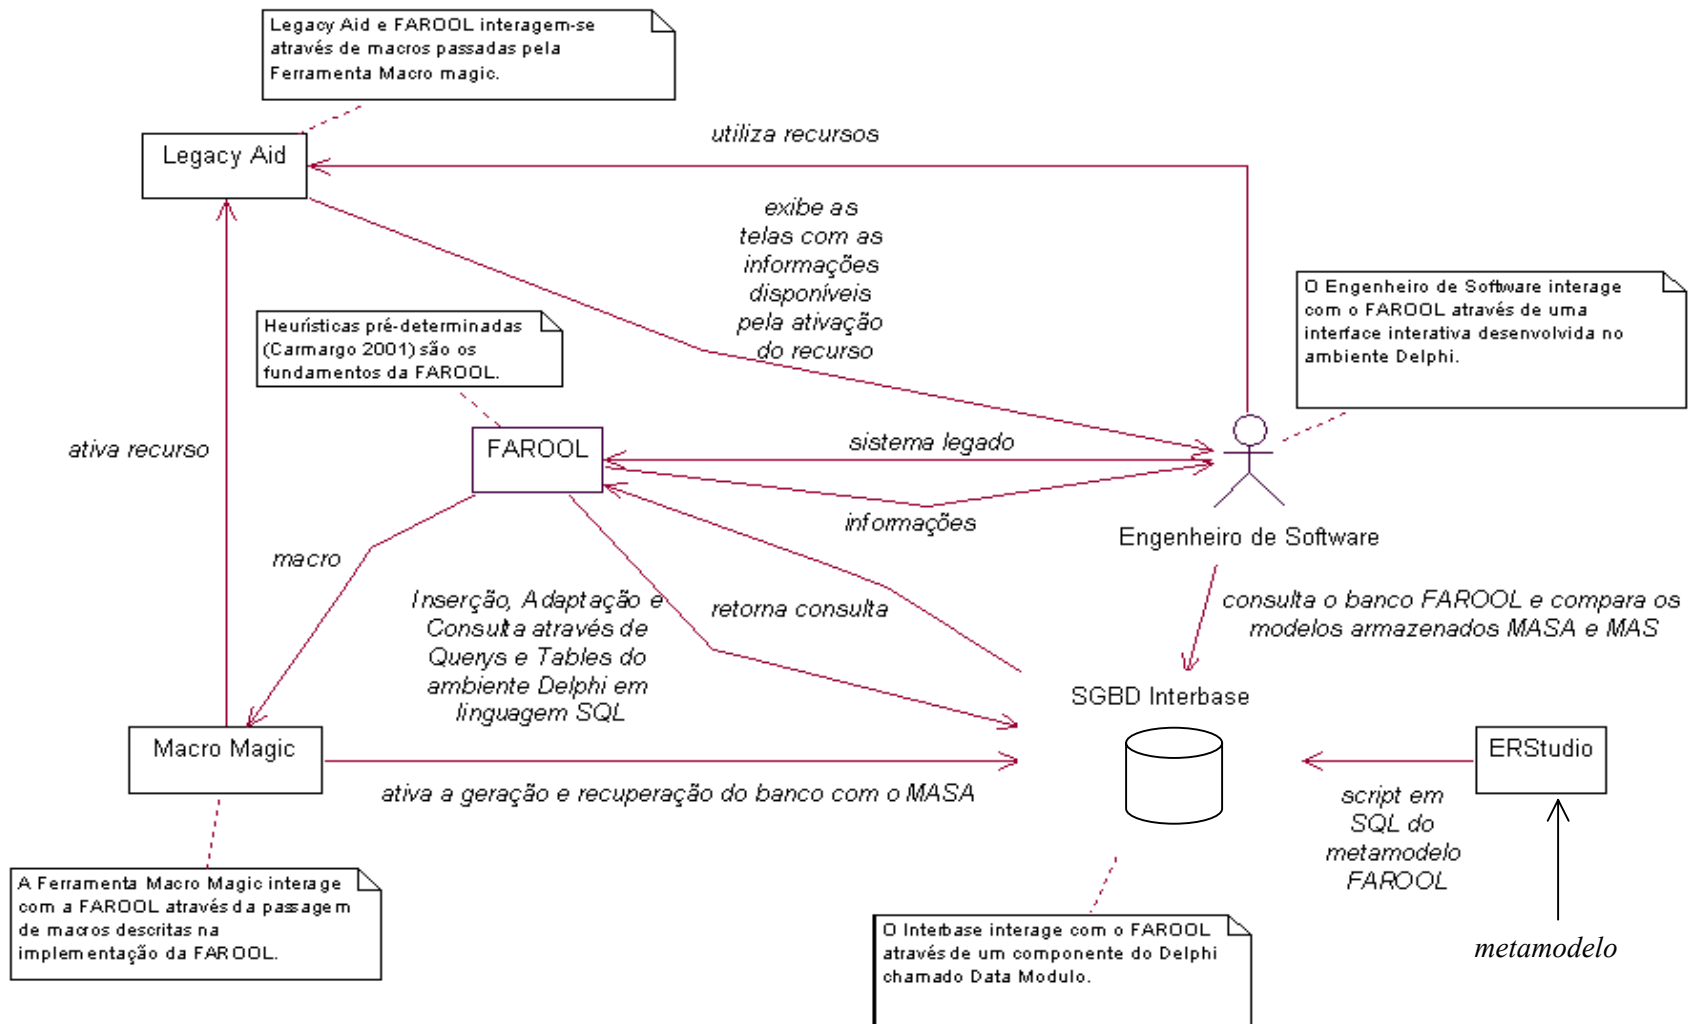 Legacy Aid e FAROOL interagem-se
através de macros passadas pela
Ferramenta Macro magic.
Legacy Aid
utiliza recursos
exibe as
telas com as
informações
disponíveis
pela ativação
do recurso
O Engenheiro de Software interage
com o FAROOL através de uma
interface interativa desenvolvida no
ambiente Delphi.
Heurísticas pré-determinadas
(Carmargo 2001) são os
fundamentos da FAROOL.
ativa recurso
FAROOL
sistema legado
informações
Engenheiro de Software
macro
Inserção, Adaptação e
Consulta através de
Querys e Tables do
ambiente Delphi em
linguagem SQL
retorna consulta
consulta o banco FAROOL e compara os
modelos armazenados MASA e MAS
SGBD Interbase
Macro Magic
ERStudio
ativa a geração e recuperação do banco com o MASA
script em
SQL do
metamodelo
FAROOL
A Ferramenta Macro Magic interage
com a FAROOL através da passagem
de macros descritas na
implementação da FAROOL.
O Interbase interage com o FAROOL
através de um componente do Delphi
chamado Data Modulo.
metamodelo